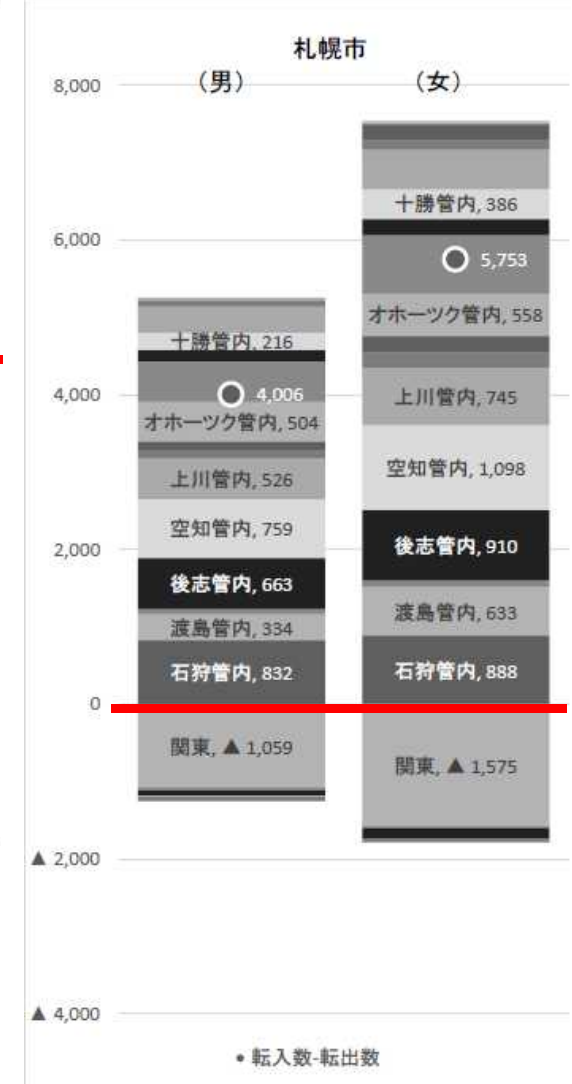 札幌市
（男） （女）
8,000
6,000
4,000
2,000
0
▲ 2,000
▲ 4,000
十勝管内, 216
4,006
オホーツク管内, 504
上川管内, 526
空知管内, 759
後志管内, 663
渡島管内, 334
石狩管内, 832
関東, ▲ 1,059
十勝管内, 386
5,753
オホーツク管内, 558
上川管内, 745
空知管内, 1,098
後志管内, 910
渡島管内, 633
石狩管内, 888
関東, ▲ 1,575
• 転入数-転出数